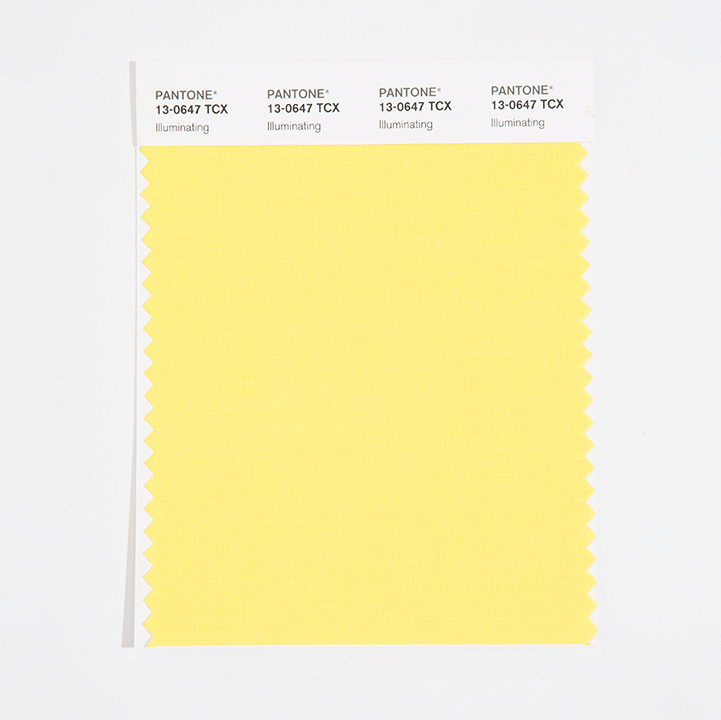 PANTONE® PANTONE® PANTONE® PANTONE®
13-0647 TCX 13-0647 TCX 13-0647 TCX 13-0647 TCX
Illuminating Illuminating Illuminating Illuminating